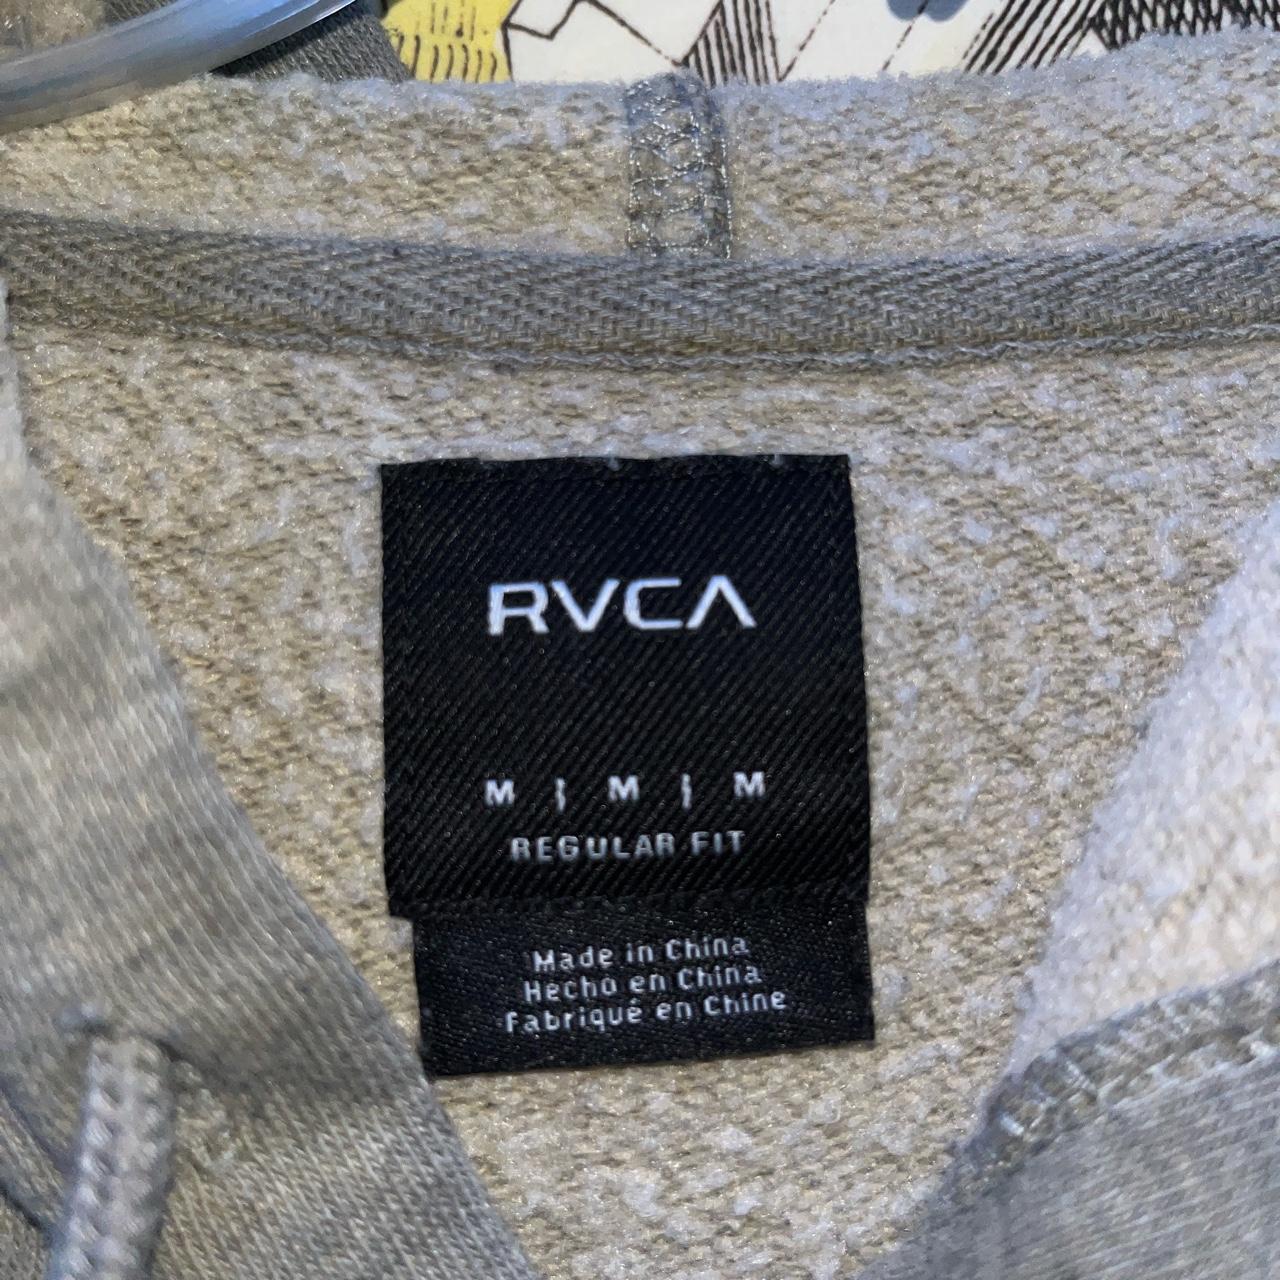 RVCA
M | M | M
REGULAR FIT
Made in China
Hecho en China
Fabriqué en Chine